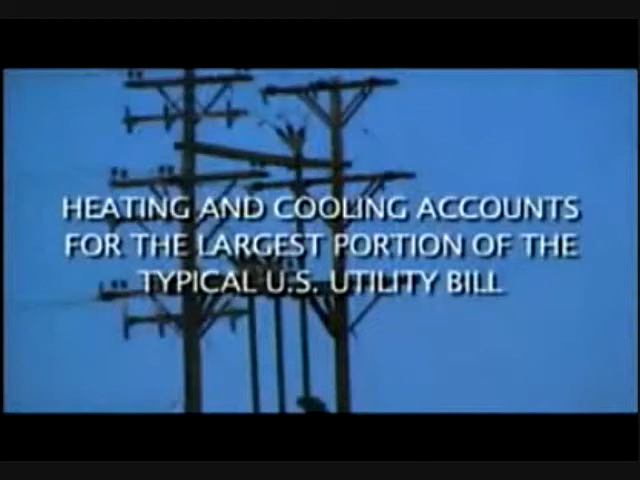 HEATING AND COOLING ACCOUNTS
FOR THE LARGEST PORTION OF THE
TYPICAL U.S. UTILITY BILL